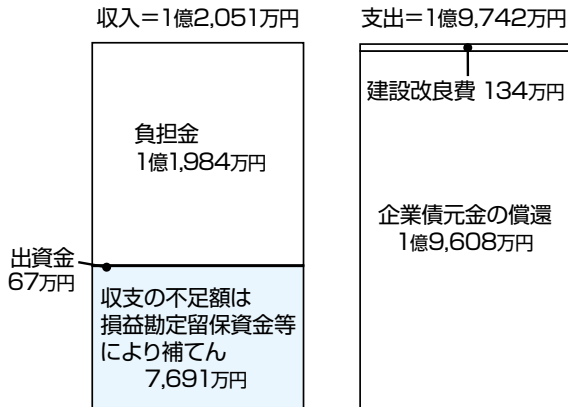 収入＝1億2,051万円
支出＝1億9,742万円
建設改良費 134万円
負担金
1億1,984万円
企業債元金の償還
1億9,608万円
出資金
67万円
収支の不足額は
損益勘定留保資金等
により補てん
7,691万円